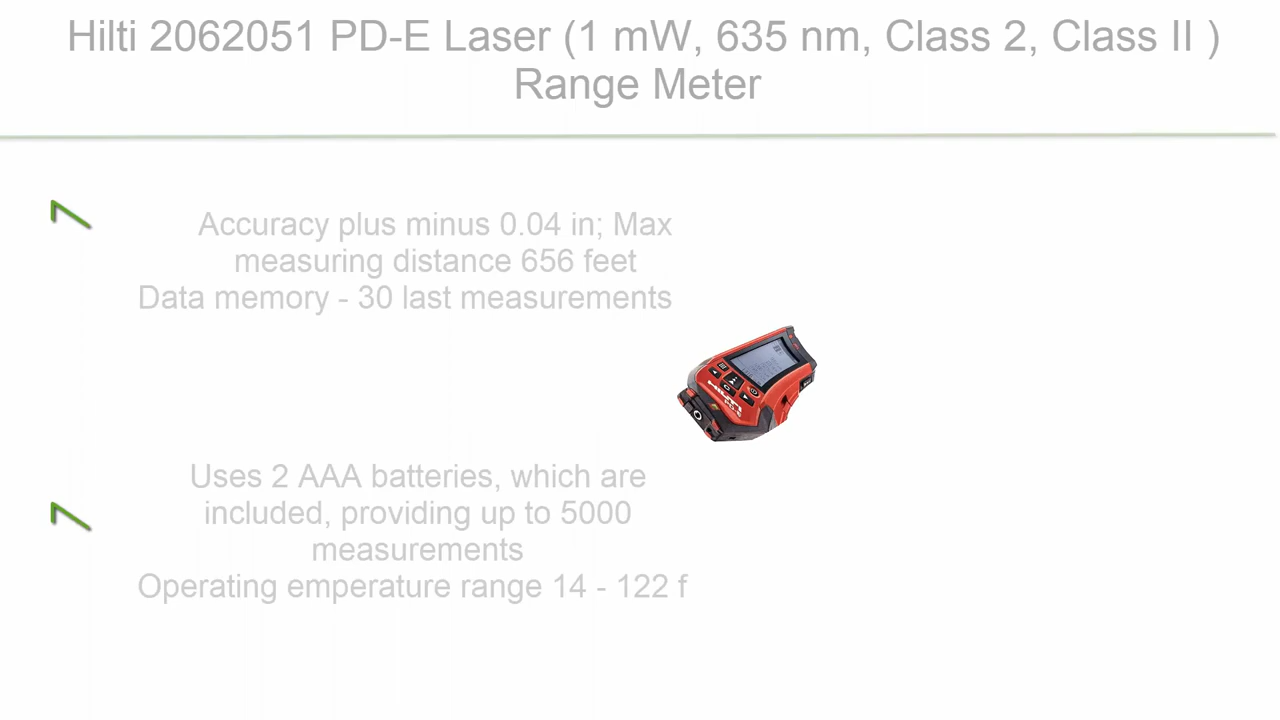 Hilti 2062051 PD-E Laser (1 mW, 635 nm, Class 2, Class II )
Range Meter
Accuracy plus minus 0.04 in; Max
measuring distance 656 feet
Data memory - 30 last measurements
HILTI
PD-E
Uses 2 AAA batteries, which are
included, providing up to 5000
measurements
Operating emperature range 14 - 122 f